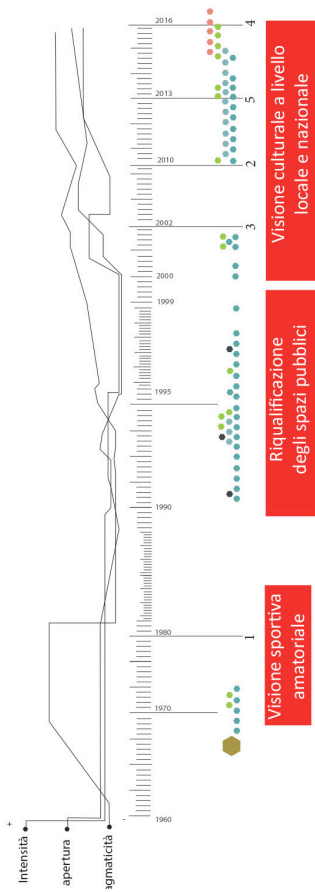 2016
2013
2010
2002
2000
1999
1995
1990
1980
1970
1960
4
5
2
3
1
Visione culturale a livello
locale e nazionale
Riqualificazione
degli spazi pubblici
Visione sportiva
amatoriale
+
Intensità
apertura
agmaticità